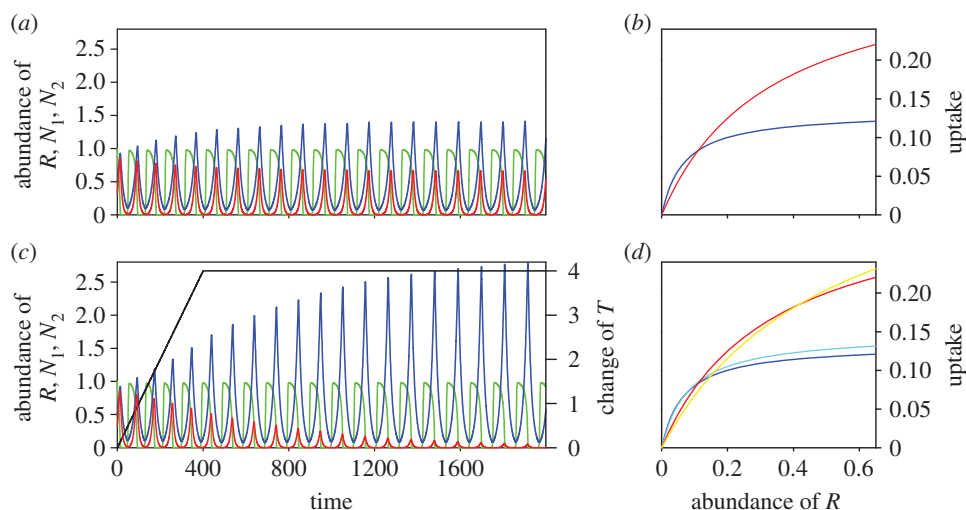 (a)
abundance of
R, N1, N2
2.5
2.0
1.5
1.0
0.5
0
(b)
0.20
0.15
0.10
0.05
0
uptake
(c)
abundance of
R, N1, N2
2.5
2.0
1.5
1.0
0.5
0
4
3
2
1
0
change of T
0 400 800 1200 1600
time
(d)
0.20
0.15
0.10
0.05
0
uptake
0 0.2 0.4 0.6
abundance of R